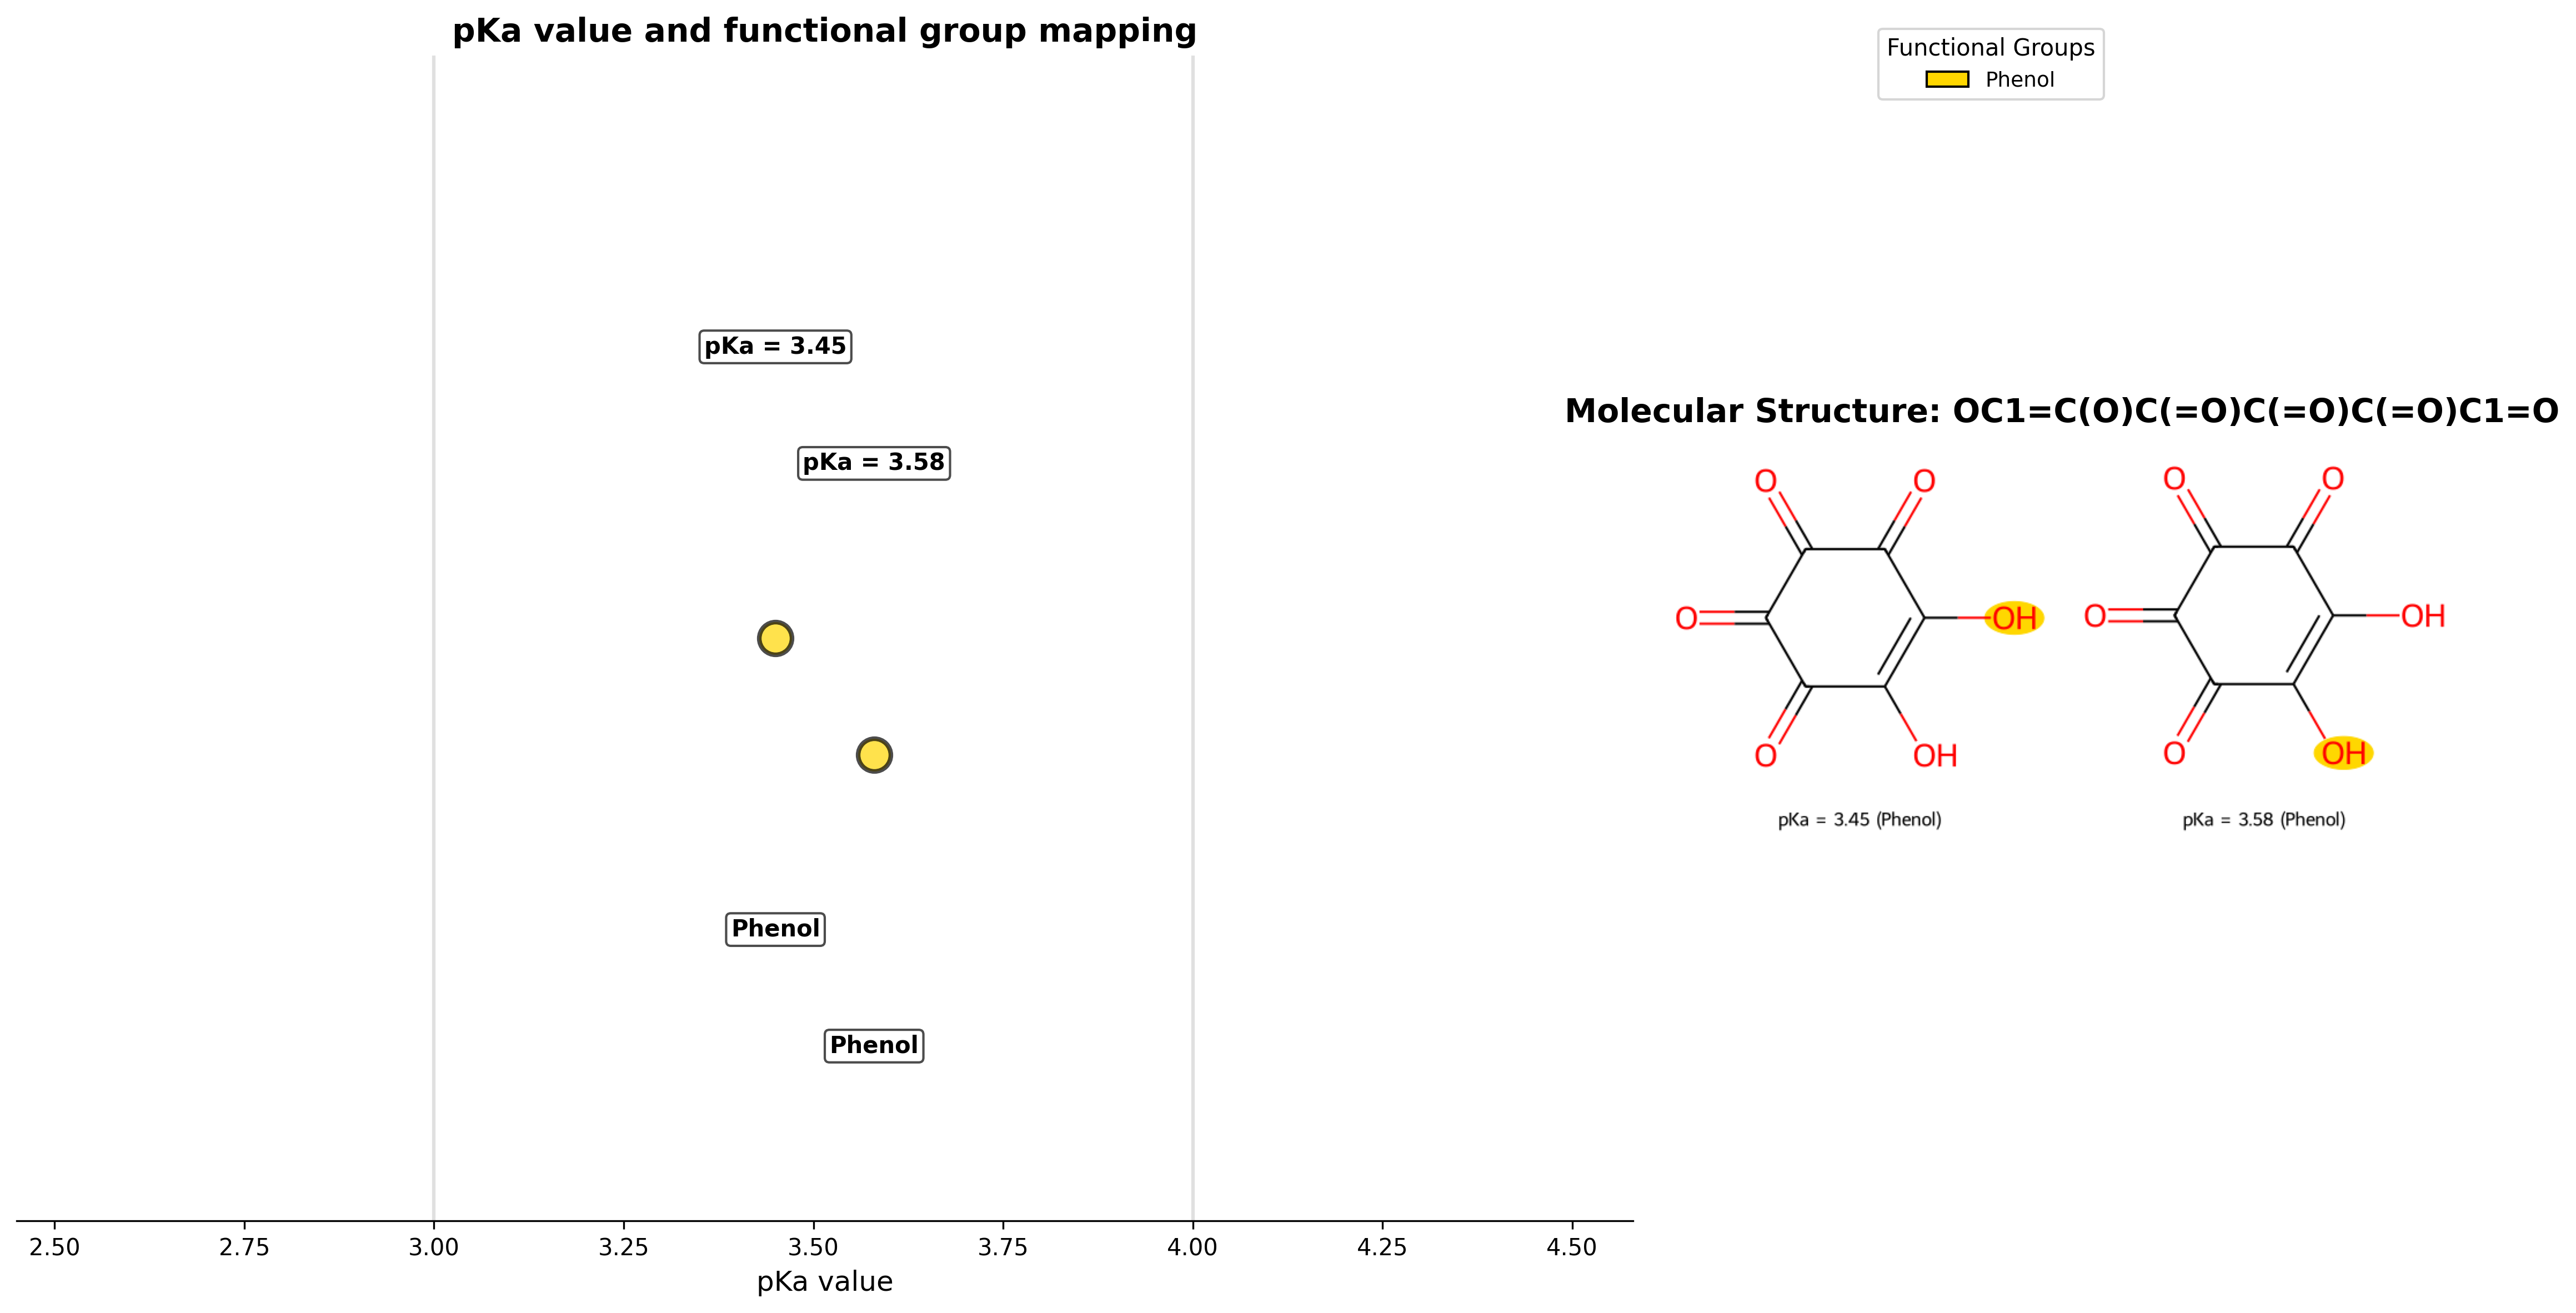 pKa value and functional group mapping
pKa = 3.45
pKa = 3.58
Phenol
Phenol
2.50 2.75 3.00 3.25 3.50 3.75 4.00 4.25 4.50
pKa value
Functional Groups
Phenol
Molecular Structure: OC1=C(O)C(=O)C(=O)C(=O)C1=O
O O O O
O OH O OH
O OH O OH
pKa = 3.45 (Phenol) pKa = 3.58 (Phenol)